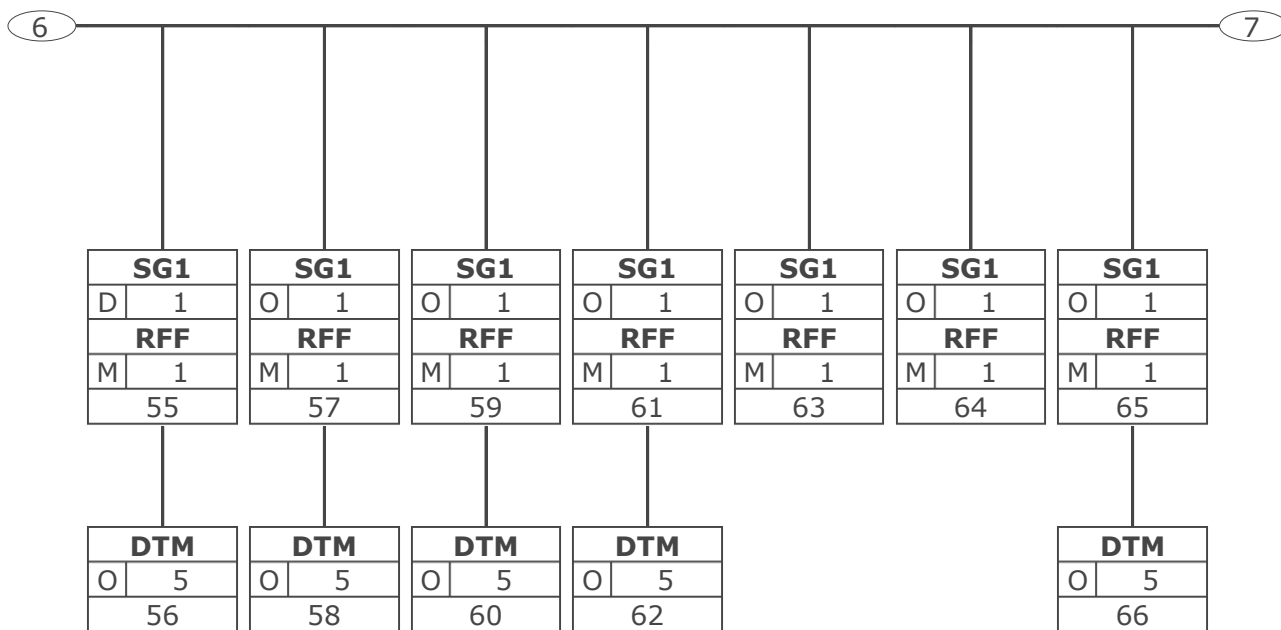 6 7
SG1 SG1 SG1 SG1 SG1 SG1 SG1
D 1 O 1 O 1 O 1 O 1 O 1 O 1
RFF RFF RFF RFF RFF RFF RFF
M 1 M 1 M 1 M 1 M 1 M 1 M 1
55 57 59 61 63 64 65
DTM DTM DTM DTM DTM
O 5 O 5 O 5 O 5 O 5
56 58 60 62 66